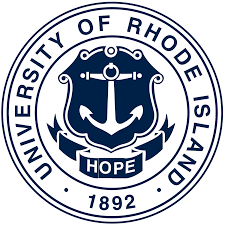 UNIVERSITY OF RHODE ISLAND
HOPE
· 1892 ·